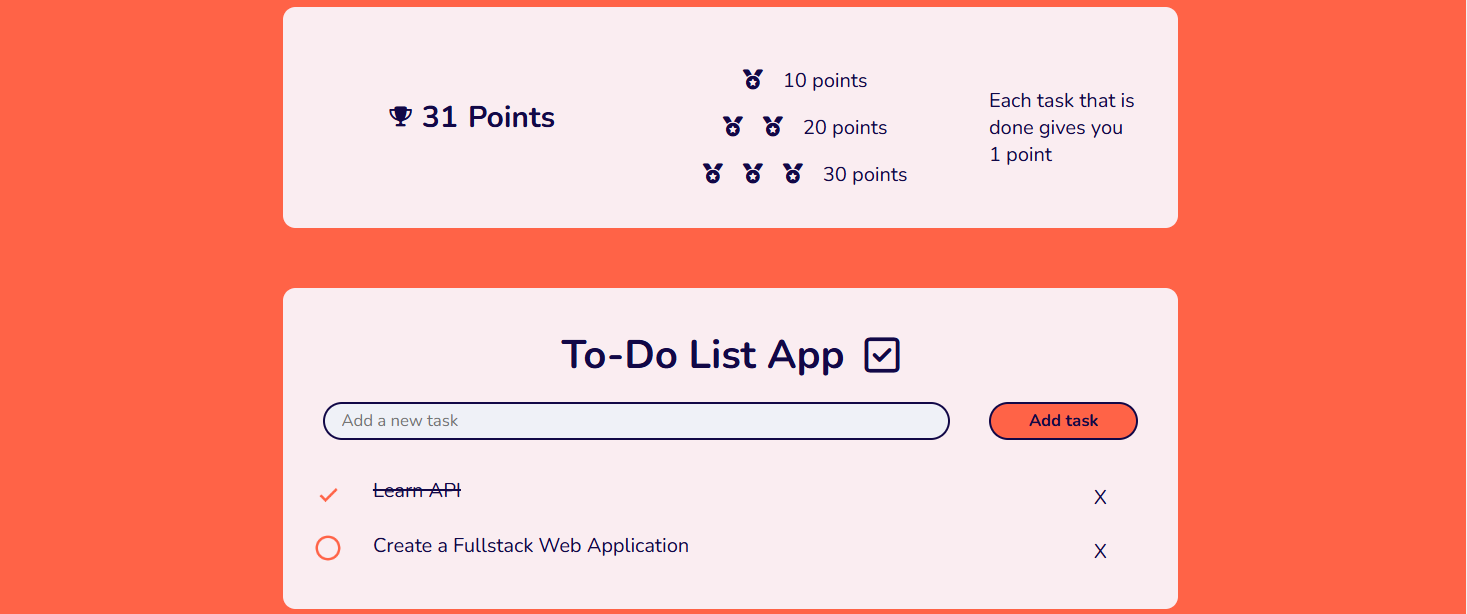 31 Points
10 points
20 points
30 points
Each task that is
done gives you
1 point
To-Do List App
Add a new task
Add task
Learn API
X
Create a Fullstack Web Application
X